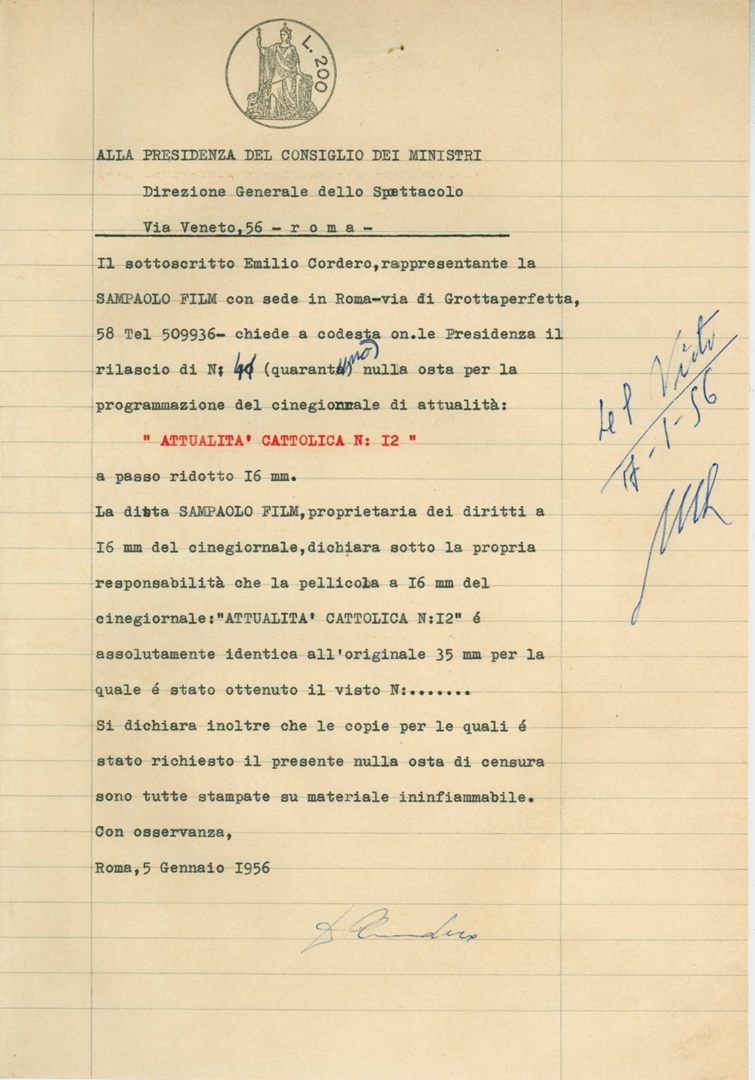 L. 200
ALLA PRESIDENZA DEL CONSIGLIO DEI MINISTRI
Direzione Generale dello Spettacolo
Via Veneto,56 - r o m a -
Il sottoscritto Emilio Cordero,rappresentante la
SAMPAOLO FILM con sede in Roma-via di Grottaperfetta,
58 Tel 509936- chiede a codesta on.le Presidenza il
rilascio di N: 41 (quarantuno) nulla osta per la
programmazione del cinegionnale di attualità:
" ATTUALITA' CATTOLICA N: I2 "
a passo ridotto I6 mm.
La ditta SAMPAOLO FILM,proprietaria dei diritti a
I6 mm del cinegiornale,dichiara sotto la propria
responsabilità che la pellicola a I6 mm del
cinegiornale:"ATTUALITA' CATTOLICA N:I2" é
assolutamente identica all'originale 35 mm per la
quale é stato ottenuto il visto N:.......
Si dichiara inoltre che le copie per le quali é
stato richiesto il presente nulla osta di censura
sono tutte stampate su materiale ininfiammabile.
Con osservanza,
Roma,5 Gennaio I956
Visto
-1-56